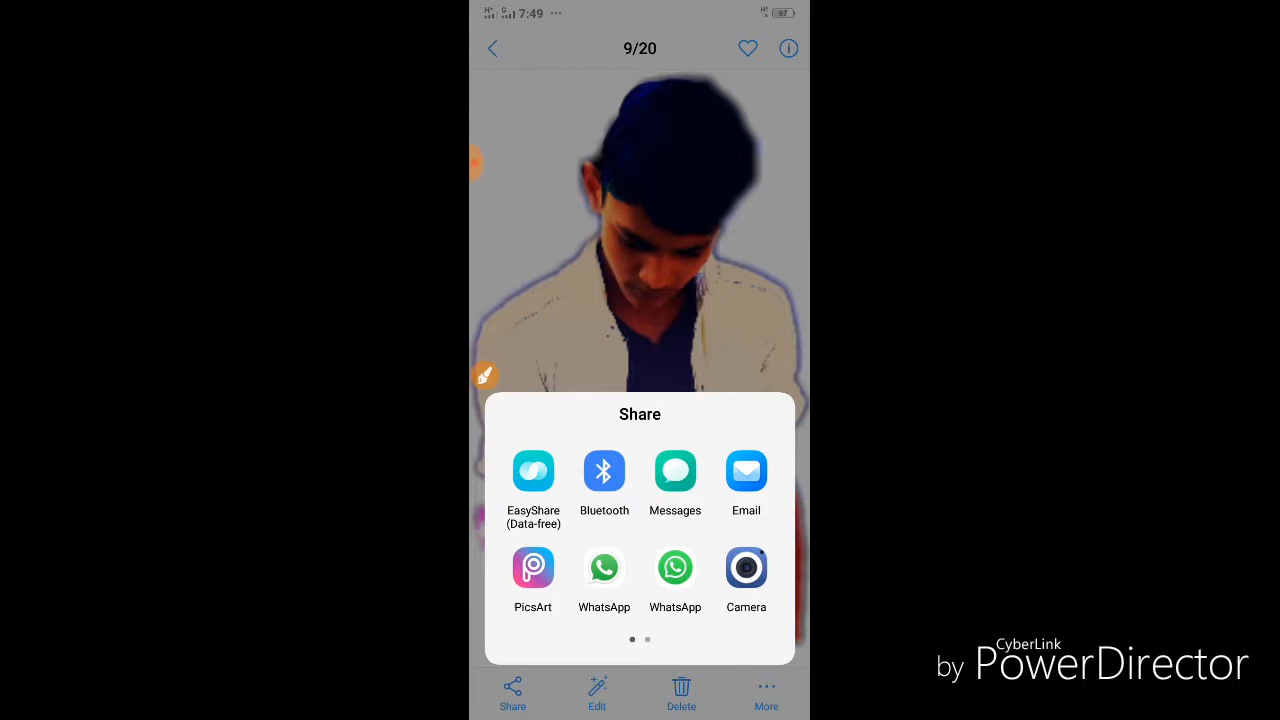 7:49 ...
67
9/20
Share
EasyShare
(Data-free)
Bluetooth
Messages
Email
PicsArt
WhatsApp
WhatsApp
Camera
Share
Edit
Delete
More
CyberLink
by PowerDirector